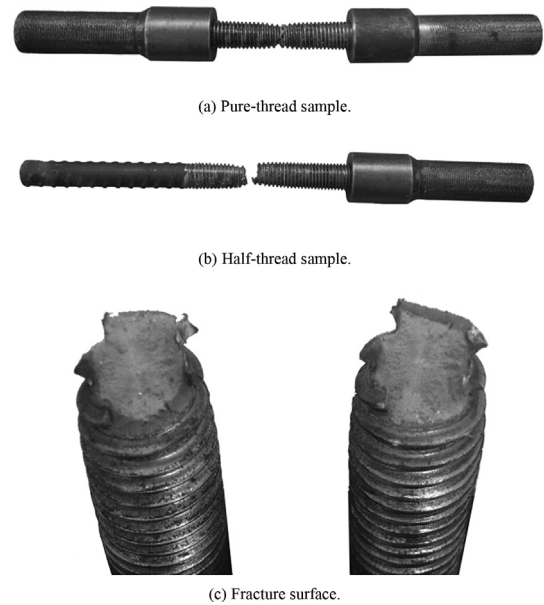 (a) Pure-thread sample.
(b) Half-thread sample.
(c) Fracture surface.